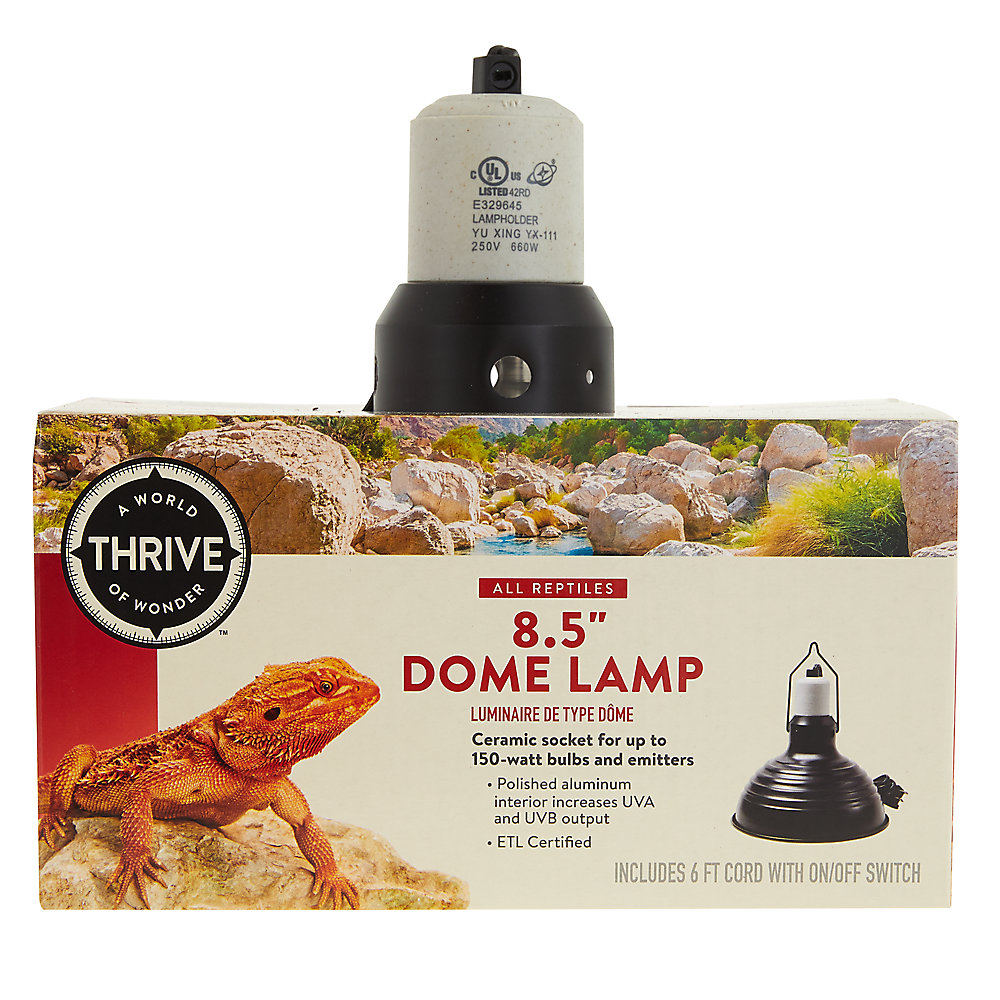 C UL US
LISTED 42RD
E329645
LAMPHOLDER
YU XING YX-111
250V 660W
A WORLD
THRIVE
OF WONDER
TM
ALL REPTILES
8.5"
DOME LAMP
LUMINAIRE DE TYPE DÔME
Ceramic socket for up to
150-watt bulbs and emitters
• Polished aluminum
interior increases UVA
and UVB output
• ETL Certified
INCLUDES 6 FT CORD WITH ON/OFF SWITCH